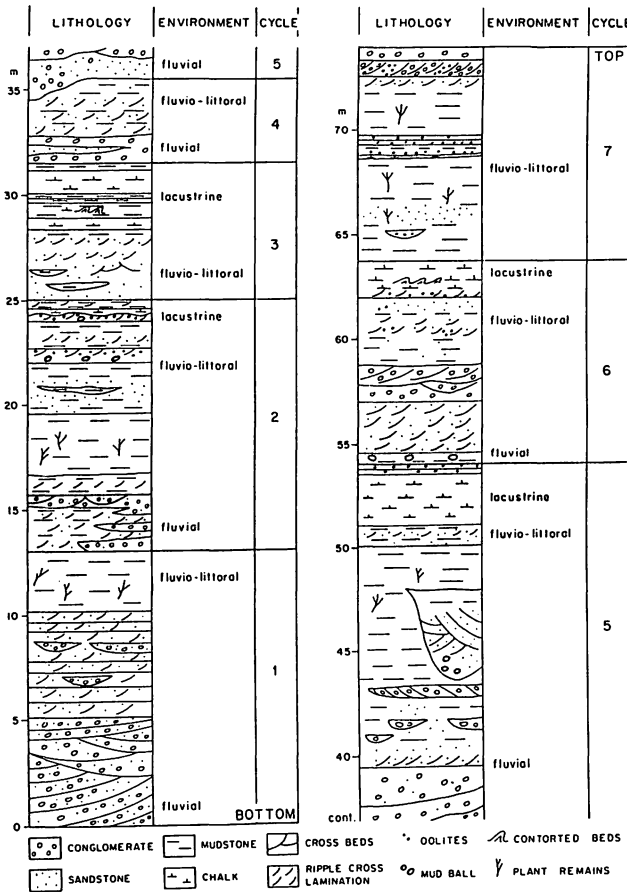 LITHOLOGY ENVIRONMENT CYCLE
m
35
30
25
20
15
10
5
0
fluvial
fluvio-littoral
fluvial
lacustrine
fluvio-littoral
lacustrine
fluvio-littoral
fluvial
fluvio-littoral
fluvial
5
4
3
2
1
BOTTOM
LITHOLOGY ENVIRONMENT CYCLE
TOP
m
70
65
60
55
50
45
40
cont.
fluvio-littoral
lacustrine
fluvio-littoral
fluvial
lacustrine
fluvio-littoral
fluvial
7
6
5
CONGLOMERATE MUDSTONE CROSS BEDS OOLITES CONTORTED BEDS
SANDSTONE CHALK RIPPLE CROSS LAMINATION MUD BALL PLANT REMAINS